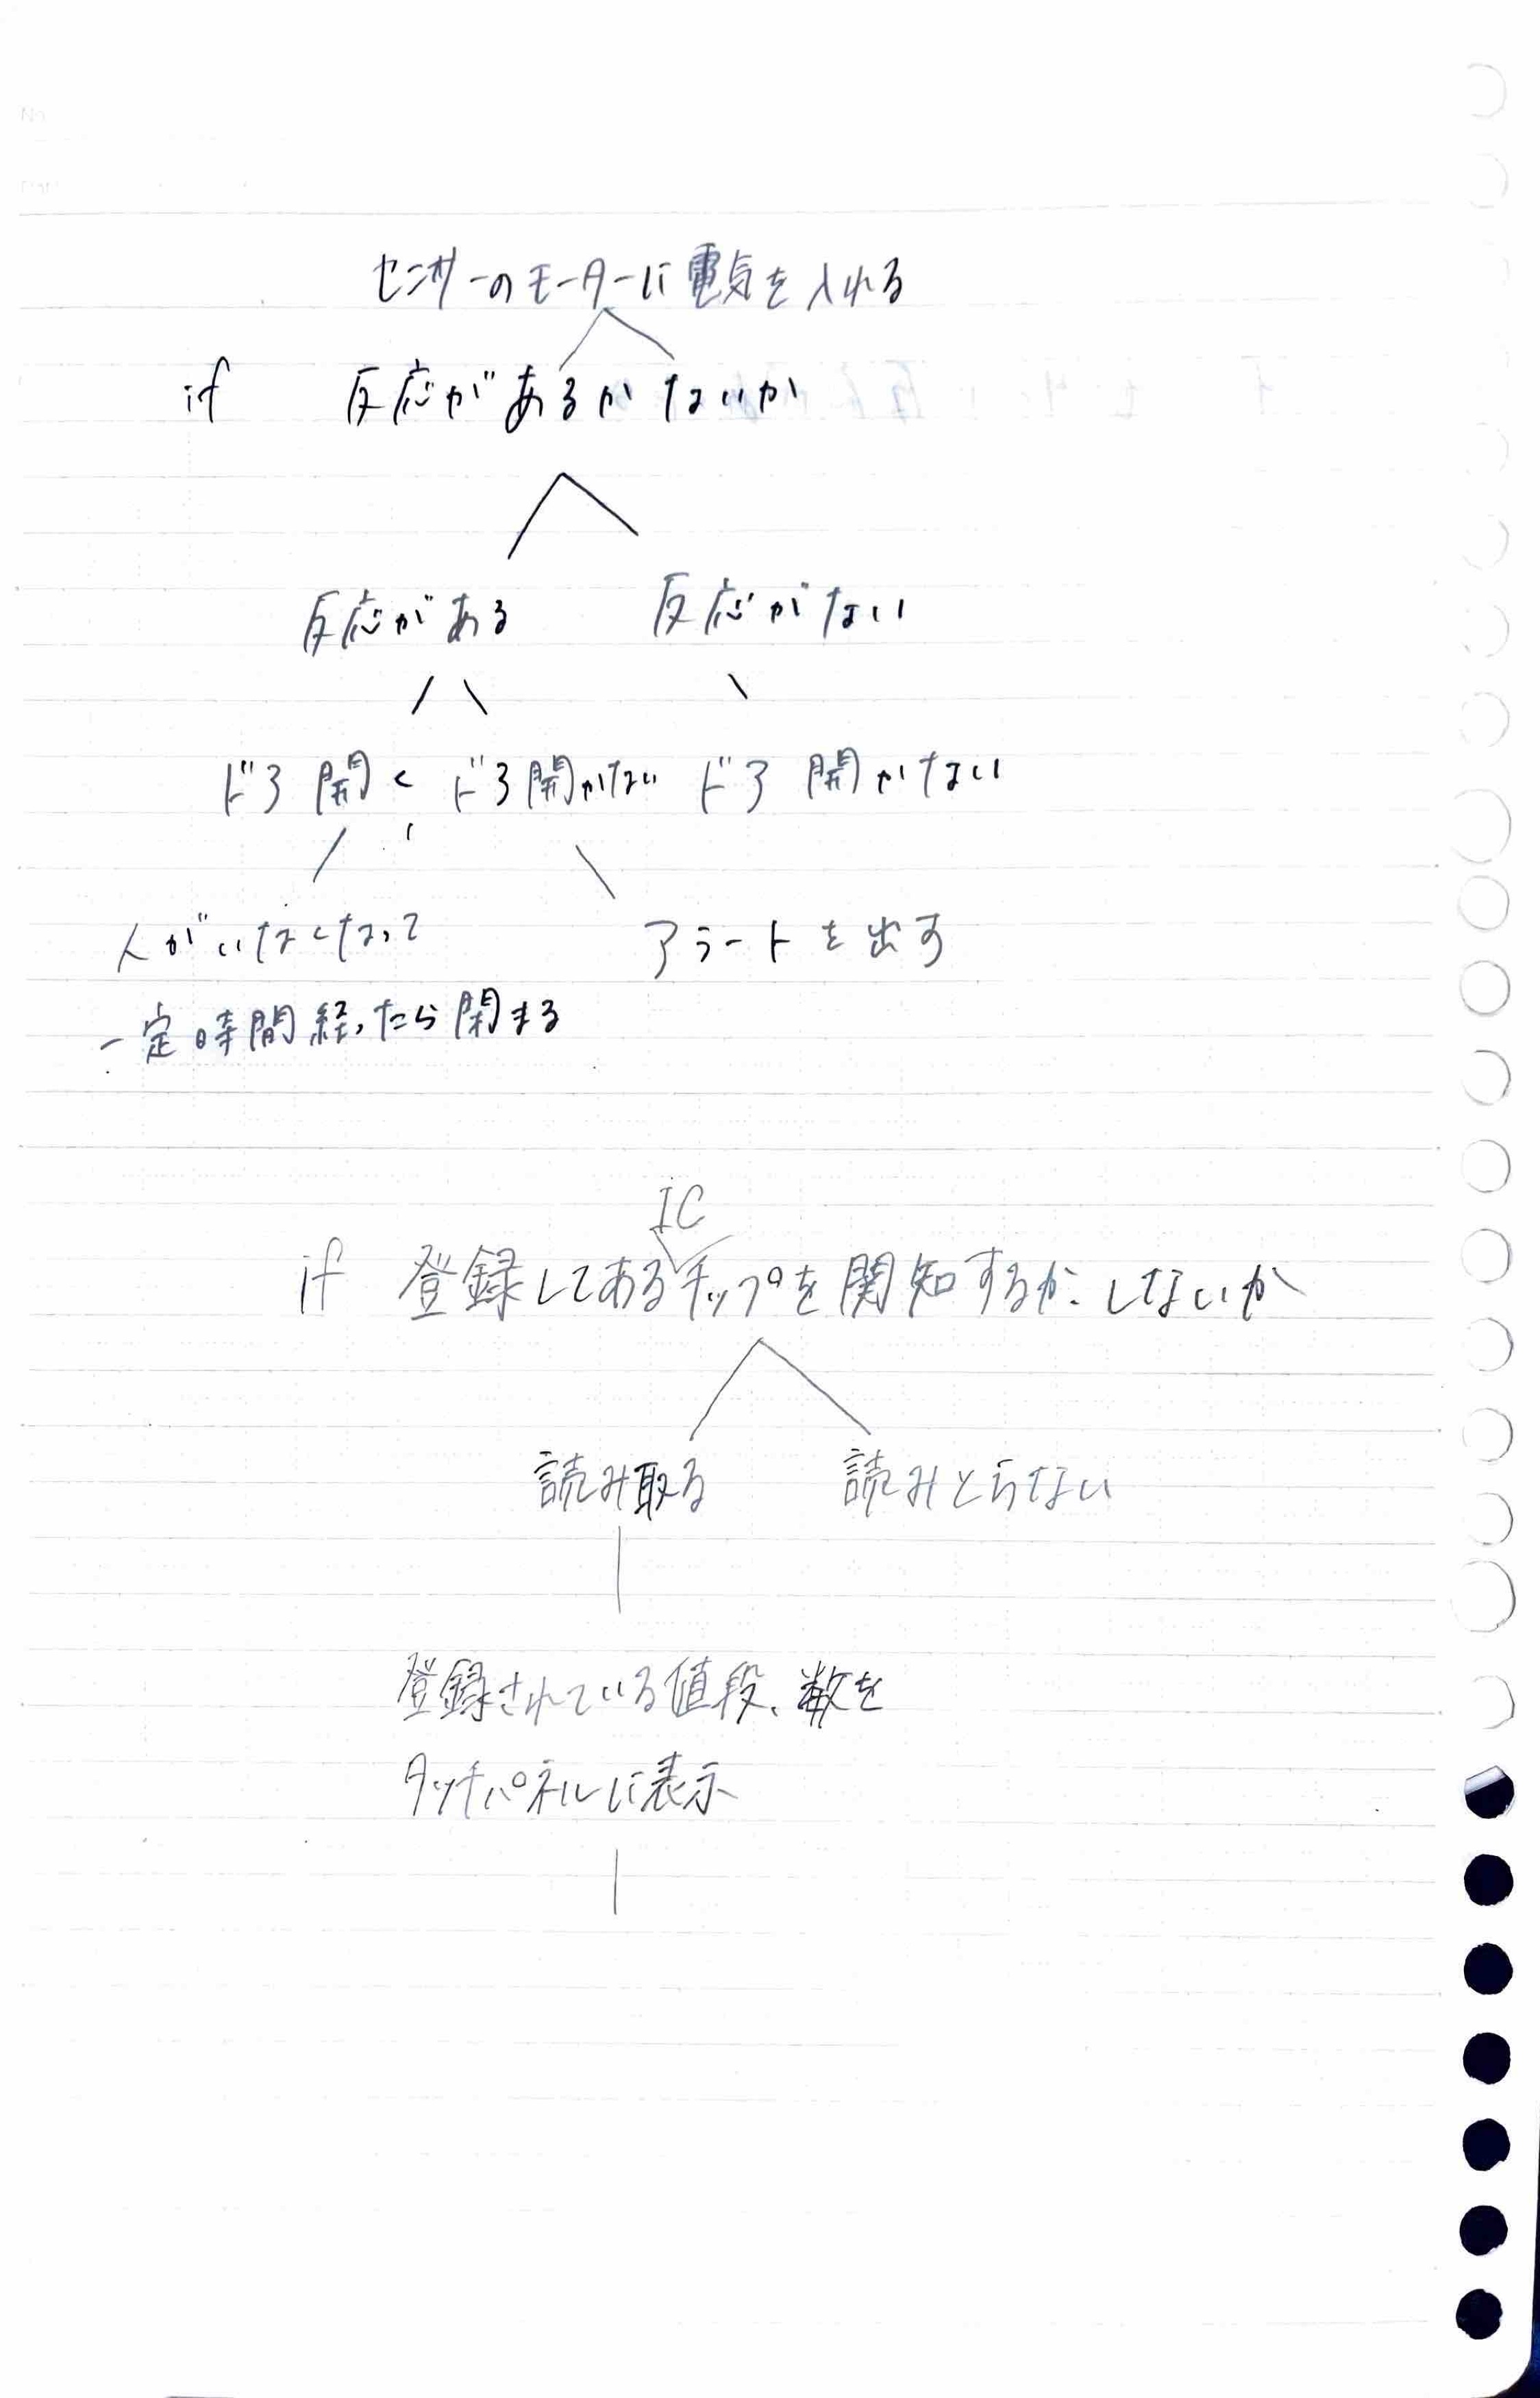 センサーのモーターに電気を入れる
if 反応があるかないか
反応がある 反応がない
ドア開く ドア開かない ドア開かない
人がいなくなって アラートを出す
一定時間経ったら閉まる
IC
if 登録してあるチップを関知するか、しないか
読み取る 読みとらない
登録されている値段、数を
タッチパネルに表示